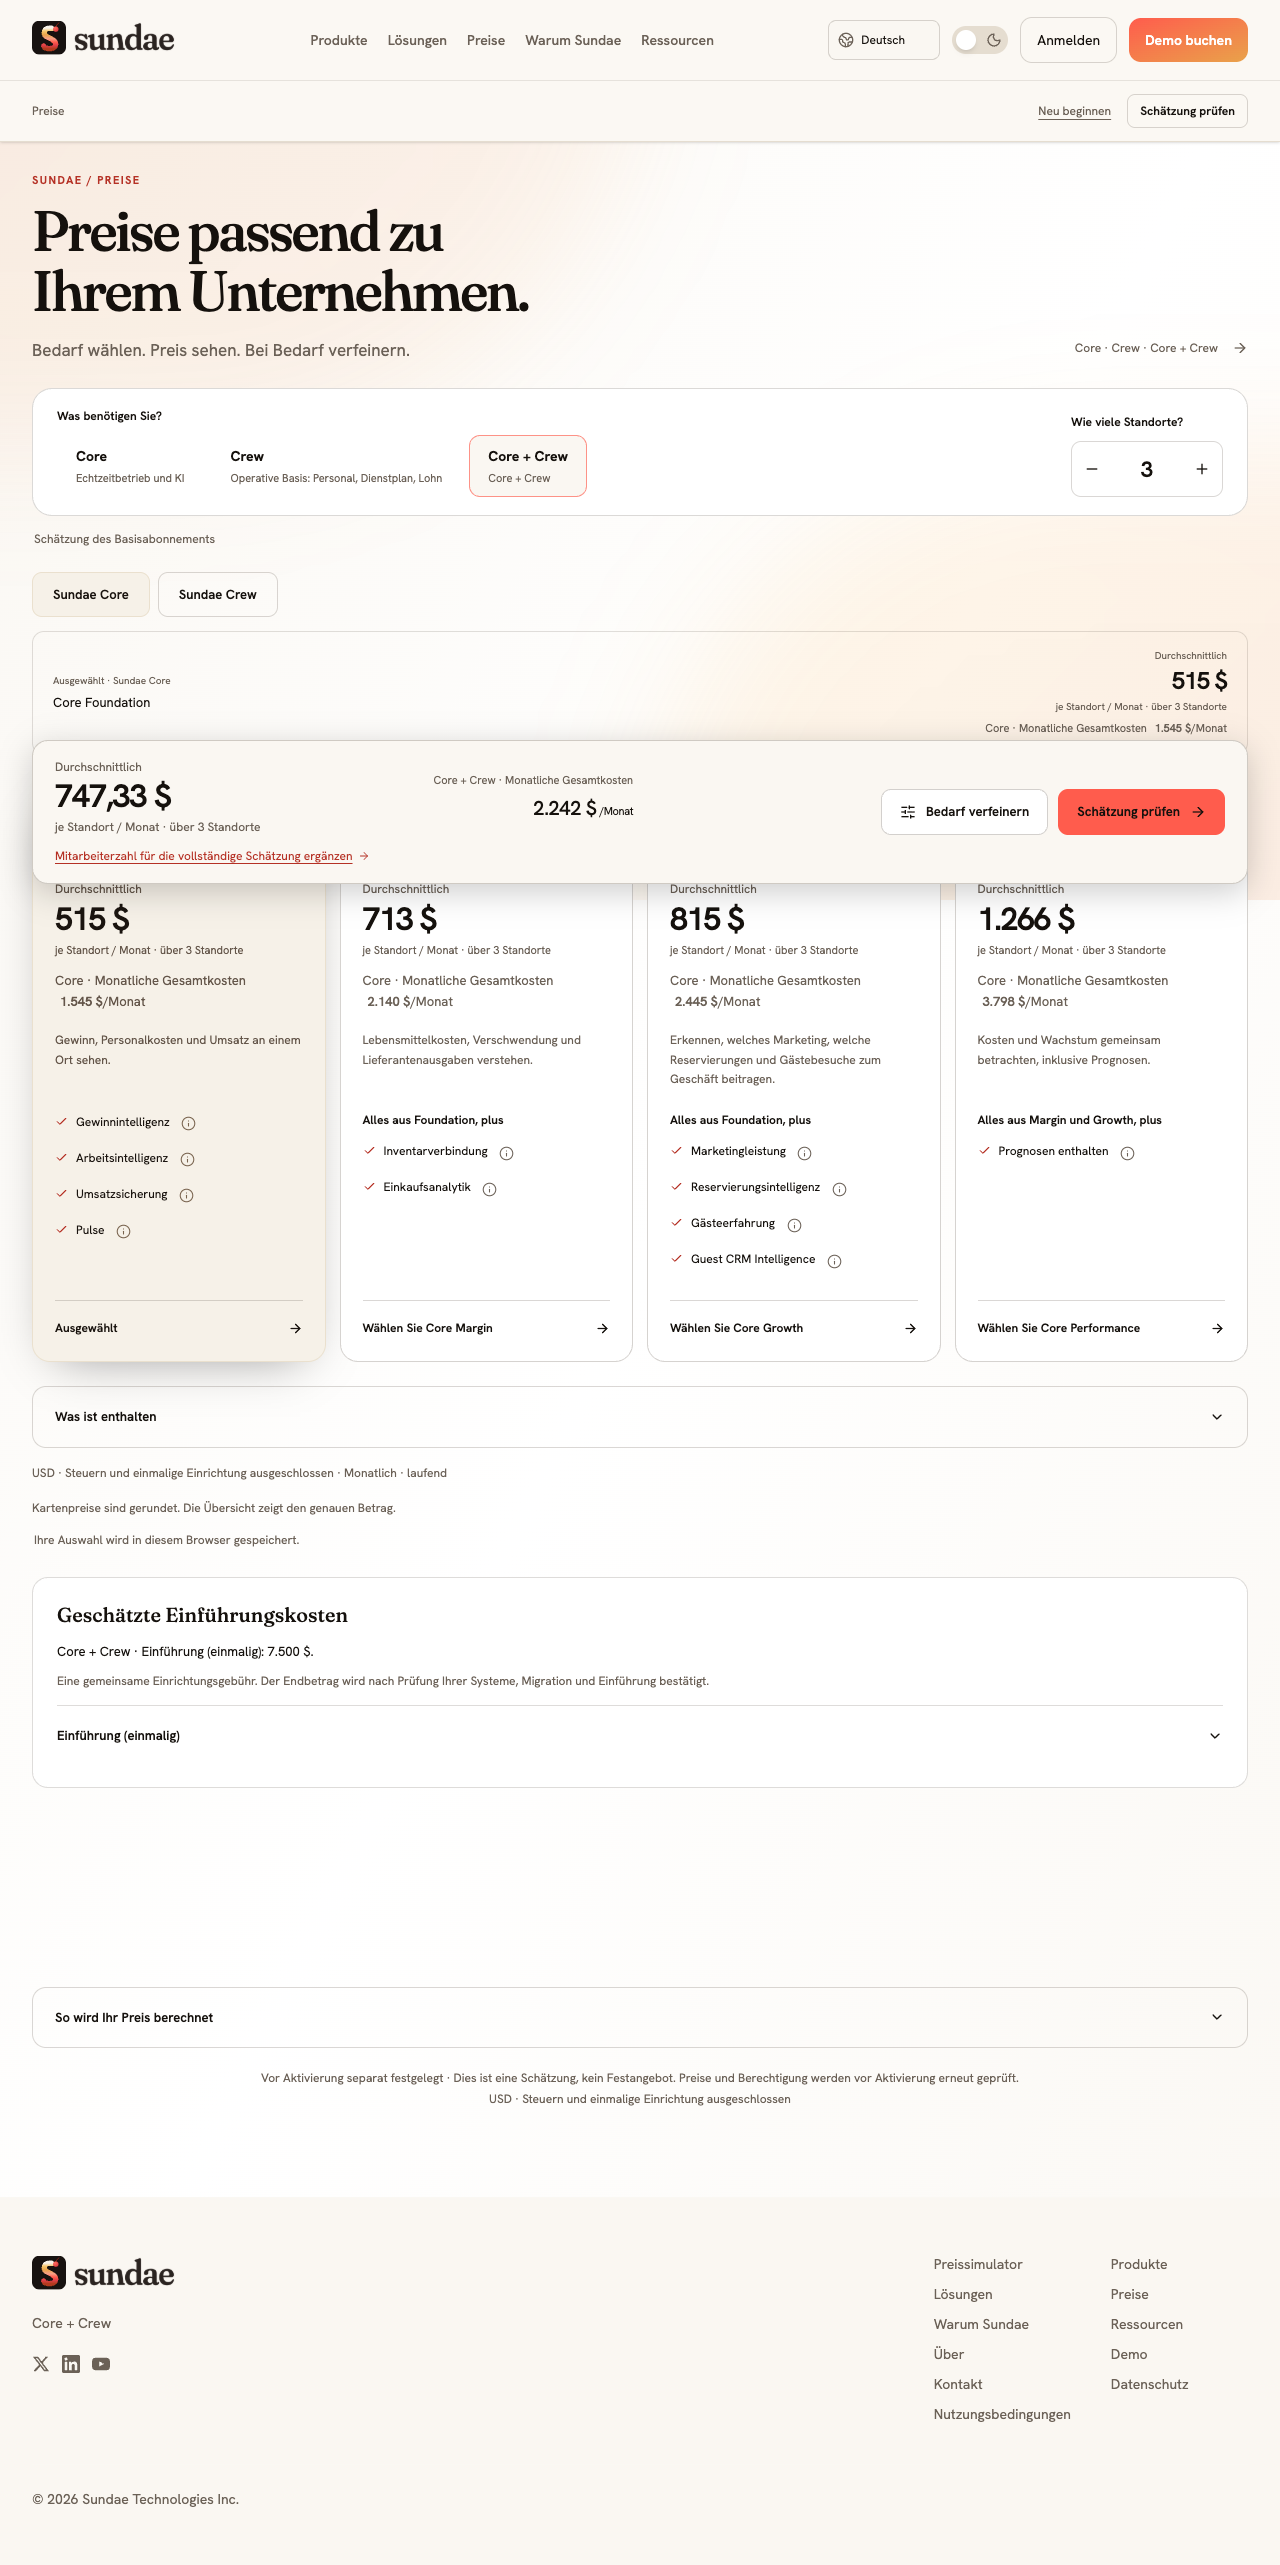 sundae
Produkte
Lösungen
Preise
Warum Sundae
Ressourcen
Deutsch
Anmelden
Demo buchen
Preise
Neu beginnen
Schätzung prüfen
SUNDAE / PREISE
Preise passend zu
Ihrem Unternehmen.
Bedarf wählen. Preis sehen. Bei Bedarf verfeinern.
Core · Crew · Core + Crew
Was benötigen Sie?
Core
Echtzeitbetrieb und KI
Crew
Operative Basis: Personal, Dienstplan, Lohn
Core + Crew
Core + Crew
Wie viele Standorte?
3
Schätzung des Basisabonnements
Sundae Core
Sundae Crew
Ausgewählt · Sundae Core
Core Foundation
Durchschnittlich
515 $
je Standort / Monat · über 3 Standorte
Core · Monatliche Gesamtkosten 1.545 $/Monat
Durchschnittlich
747,33 $
je Standort / Monat · über 3 Standorte
Mitarbeiterzahl für die vollständige Schätzung ergänzen
Core + Crew · Monatliche Gesamtkosten
2.242 $ /Monat
Bedarf verfeinern
Schätzung prüfen
Durchschnittlich
515 $
je Standort / Monat · über 3 Standorte
Core · Monatliche Gesamtkosten
1.545 $/Monat
Gewinn, Personalkosten und Umsatz an einem
Ort sehen.
Gewinnintelligenz
Arbeitsintelligenz
Umsatzsicherung
Pulse
Ausgewählt
Durchschnittlich
713 $
je Standort / Monat · über 3 Standorte
Core · Monatliche Gesamtkosten
2.140 $/Monat
Lebensmittelkosten, Verschwendung und
Lieferantenausgaben verstehen.
Alles aus Foundation, plus
Inventarverbindung
Einkaufsanalytik
Wählen Sie Core Margin
Durchschnittlich
815 $
je Standort / Monat · über 3 Standorte
Core · Monatliche Gesamtkosten
2.445 $/Monat
Erkennen, welches Marketing, welche
Reservierungen und Gästebesuche zum
Geschäft beitragen.
Alles aus Foundation, plus
Marketingleistung
Reservierungsintelligenz
Gästeerfahrung
Guest CRM Intelligence
Wählen Sie Core Growth
Durchschnittlich
1.266 $
je Standort / Monat · über 3 Standorte
Core · Monatliche Gesamtkosten
3.798 $/Monat
Kosten und Wachstum gemeinsam
betrachten, inklusive Prognosen.
Alles aus Margin und Growth, plus
Prognosen enthalten
Wählen Sie Core Performance
Was ist enthalten
USD · Steuern und einmalige Einrichtung ausgeschlossen · Monatlich · laufend
Kartenpreise sind gerundet. Die Übersicht zeigt den genauen Betrag.
Ihre Auswahl wird in diesem Browser gespeichert.
Geschätzte Einführungskosten
Core + Crew · Einführung (einmalig): 7.500 $.
Eine gemeinsame Einrichtungsgebühr. Der Endbetrag wird nach Prüfung Ihrer Systeme, Migration und Einführung bestätigt.
Einführung (einmalig)
So wird Ihr Preis berechnet
Vor Aktivierung separat festgelegt · Dies ist eine Schätzung, kein Festangebot. Preise und Berechtigung werden vor Aktivierung erneut geprüft.
USD · Steuern und einmalige Einrichtung ausgeschlossen
sundae
Core + Crew
Preissimulator
Lösungen
Warum Sundae
Über
Kontakt
Nutzungsbedingungen
Produkte
Preise
Ressourcen
Demo
Datenschutz
© 2026 Sundae Technologies Inc.